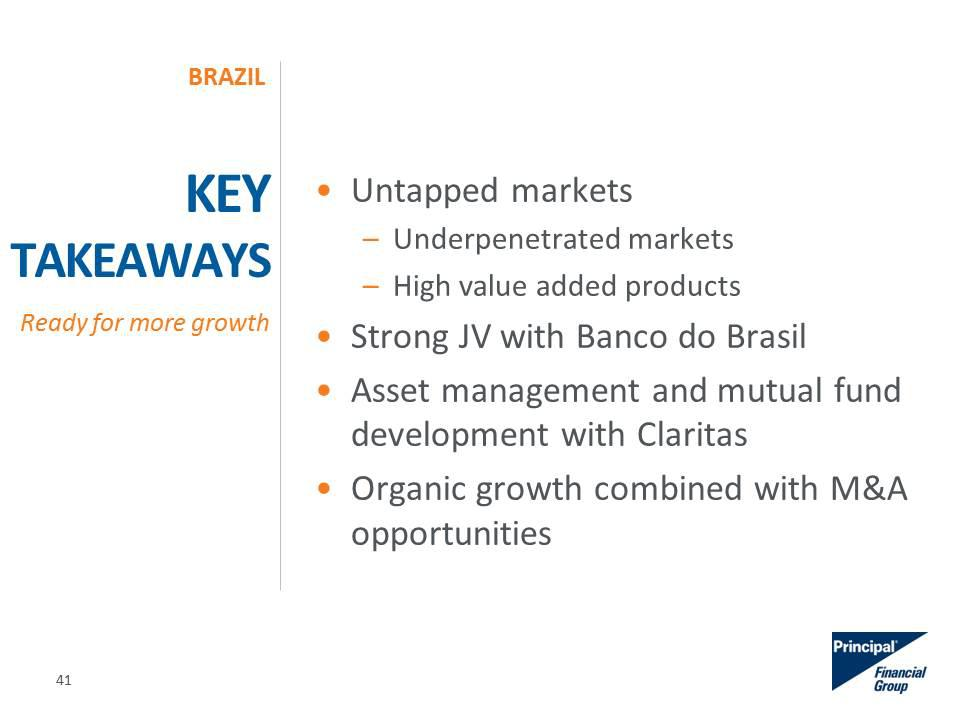 BRAZIL
KEY
TAKEAWAYS
Ready for more growth
• Untapped markets
– Underpenetrated markets
– High value added products
• Strong JV with Banco do Brasil
• Asset management and mutual fund
development with Claritas
• Organic growth combined with M&A
opportunities
41
Principal®
Financial
Group